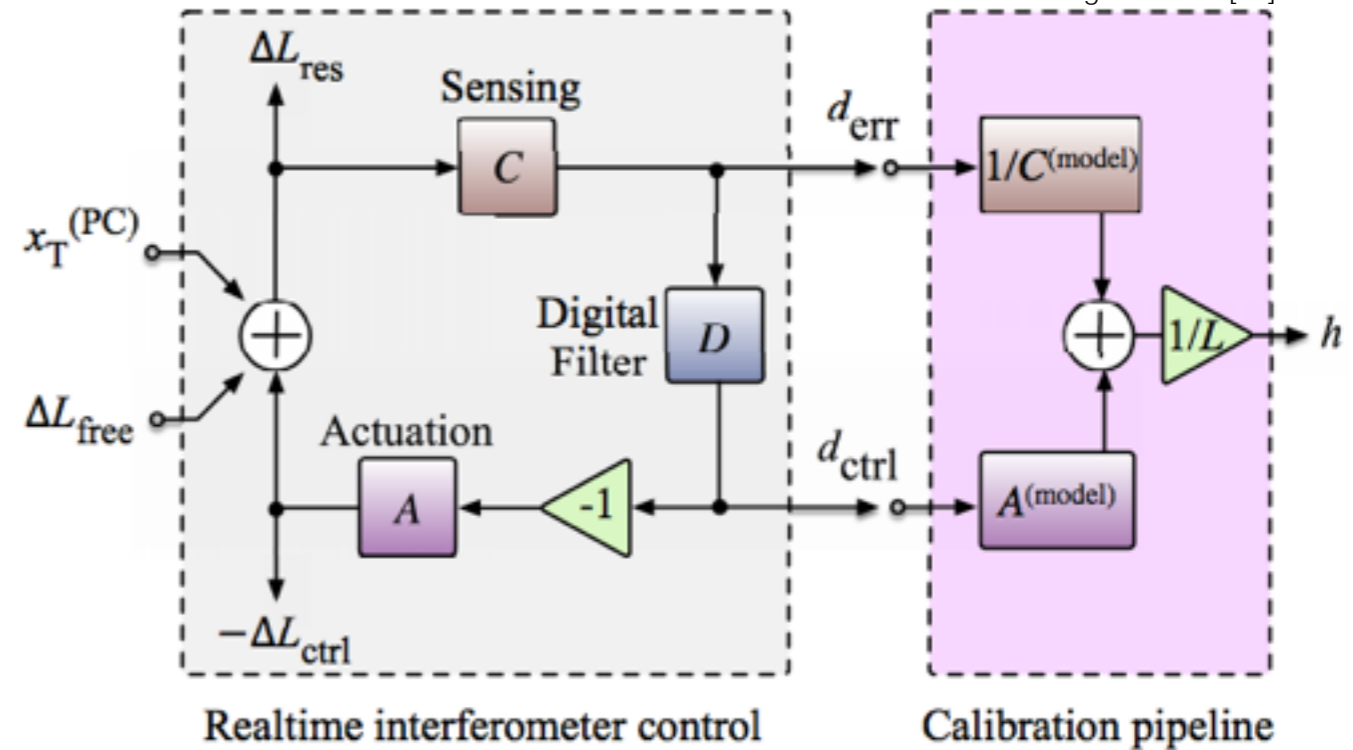 ΔL_res
Sensing
C
d_err
1/C^(model)
x_T^(PC)
Digital
Filter
D
1/L
h
ΔL_free
Actuation
A
-1
d_ctrl
A^(model)
−ΔL_ctrl
Realtime interferometer control
Calibration pipeline